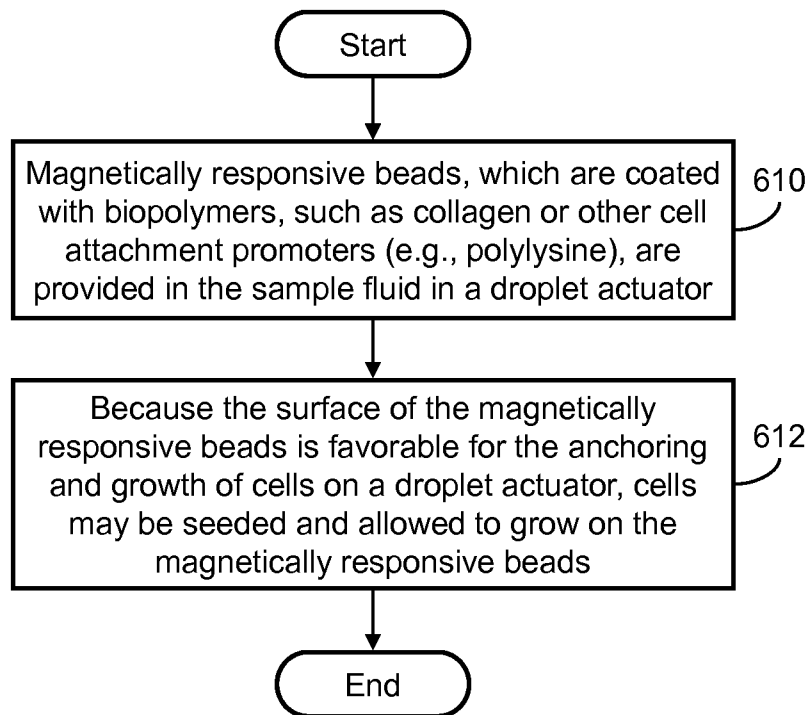 Start
Magnetically responsive beads, which are coated
with biopolymers, such as collagen or other cell
attachment promoters (e.g., polylysine), are
provided in the sample fluid in a droplet actuator
610
Because the surface of the magnetically
responsive beads is favorable for the anchoring
and growth of cells on a droplet actuator, cells
may be seeded and allowed to grow on the
magnetically responsive beads
612
End